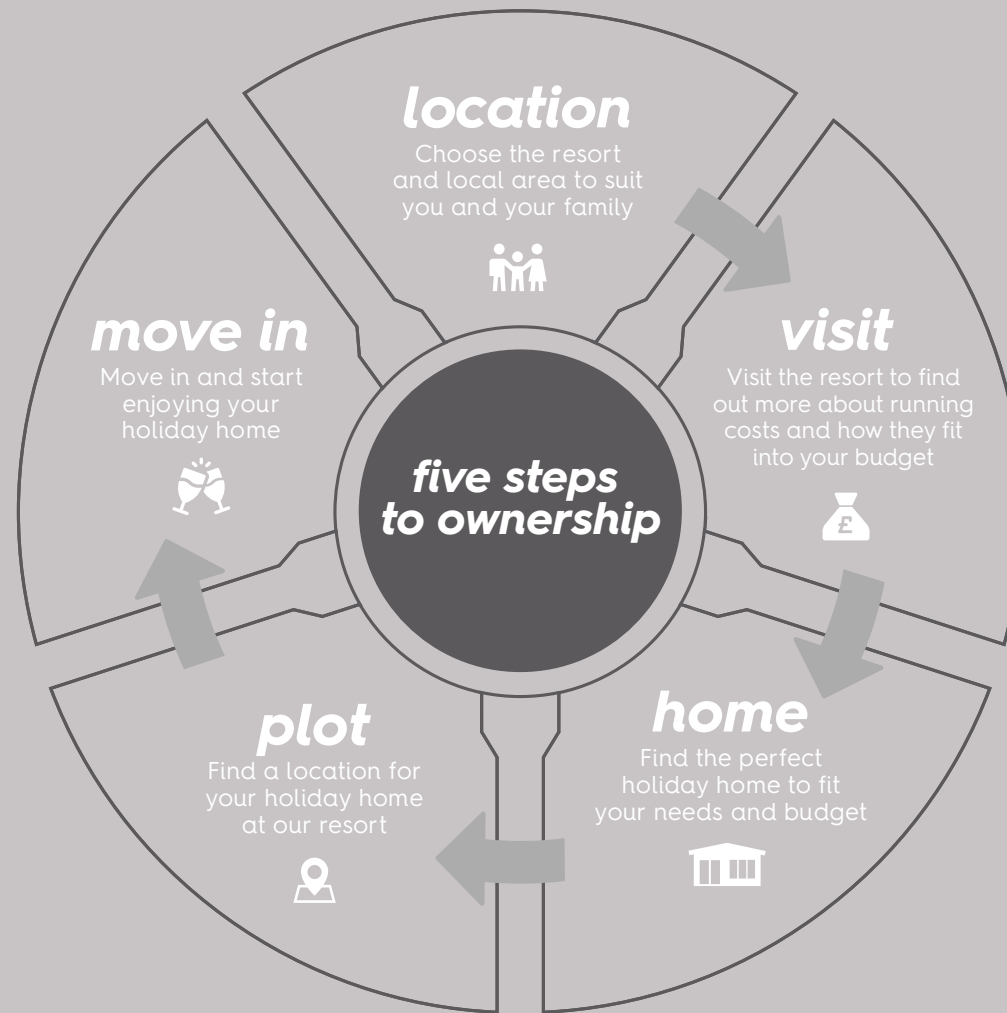 location
Choose the resort
and local area to suit
you and your family
visit
Visit the resort to find
out more about running
costs and how they fit
into your budget
£
home
Find the perfect
holiday home to fit
your needs and budget
plot
Find a location for
your holiday home
at our resort
move in
Move in and start
enjoying your
holiday home
five steps
to ownership